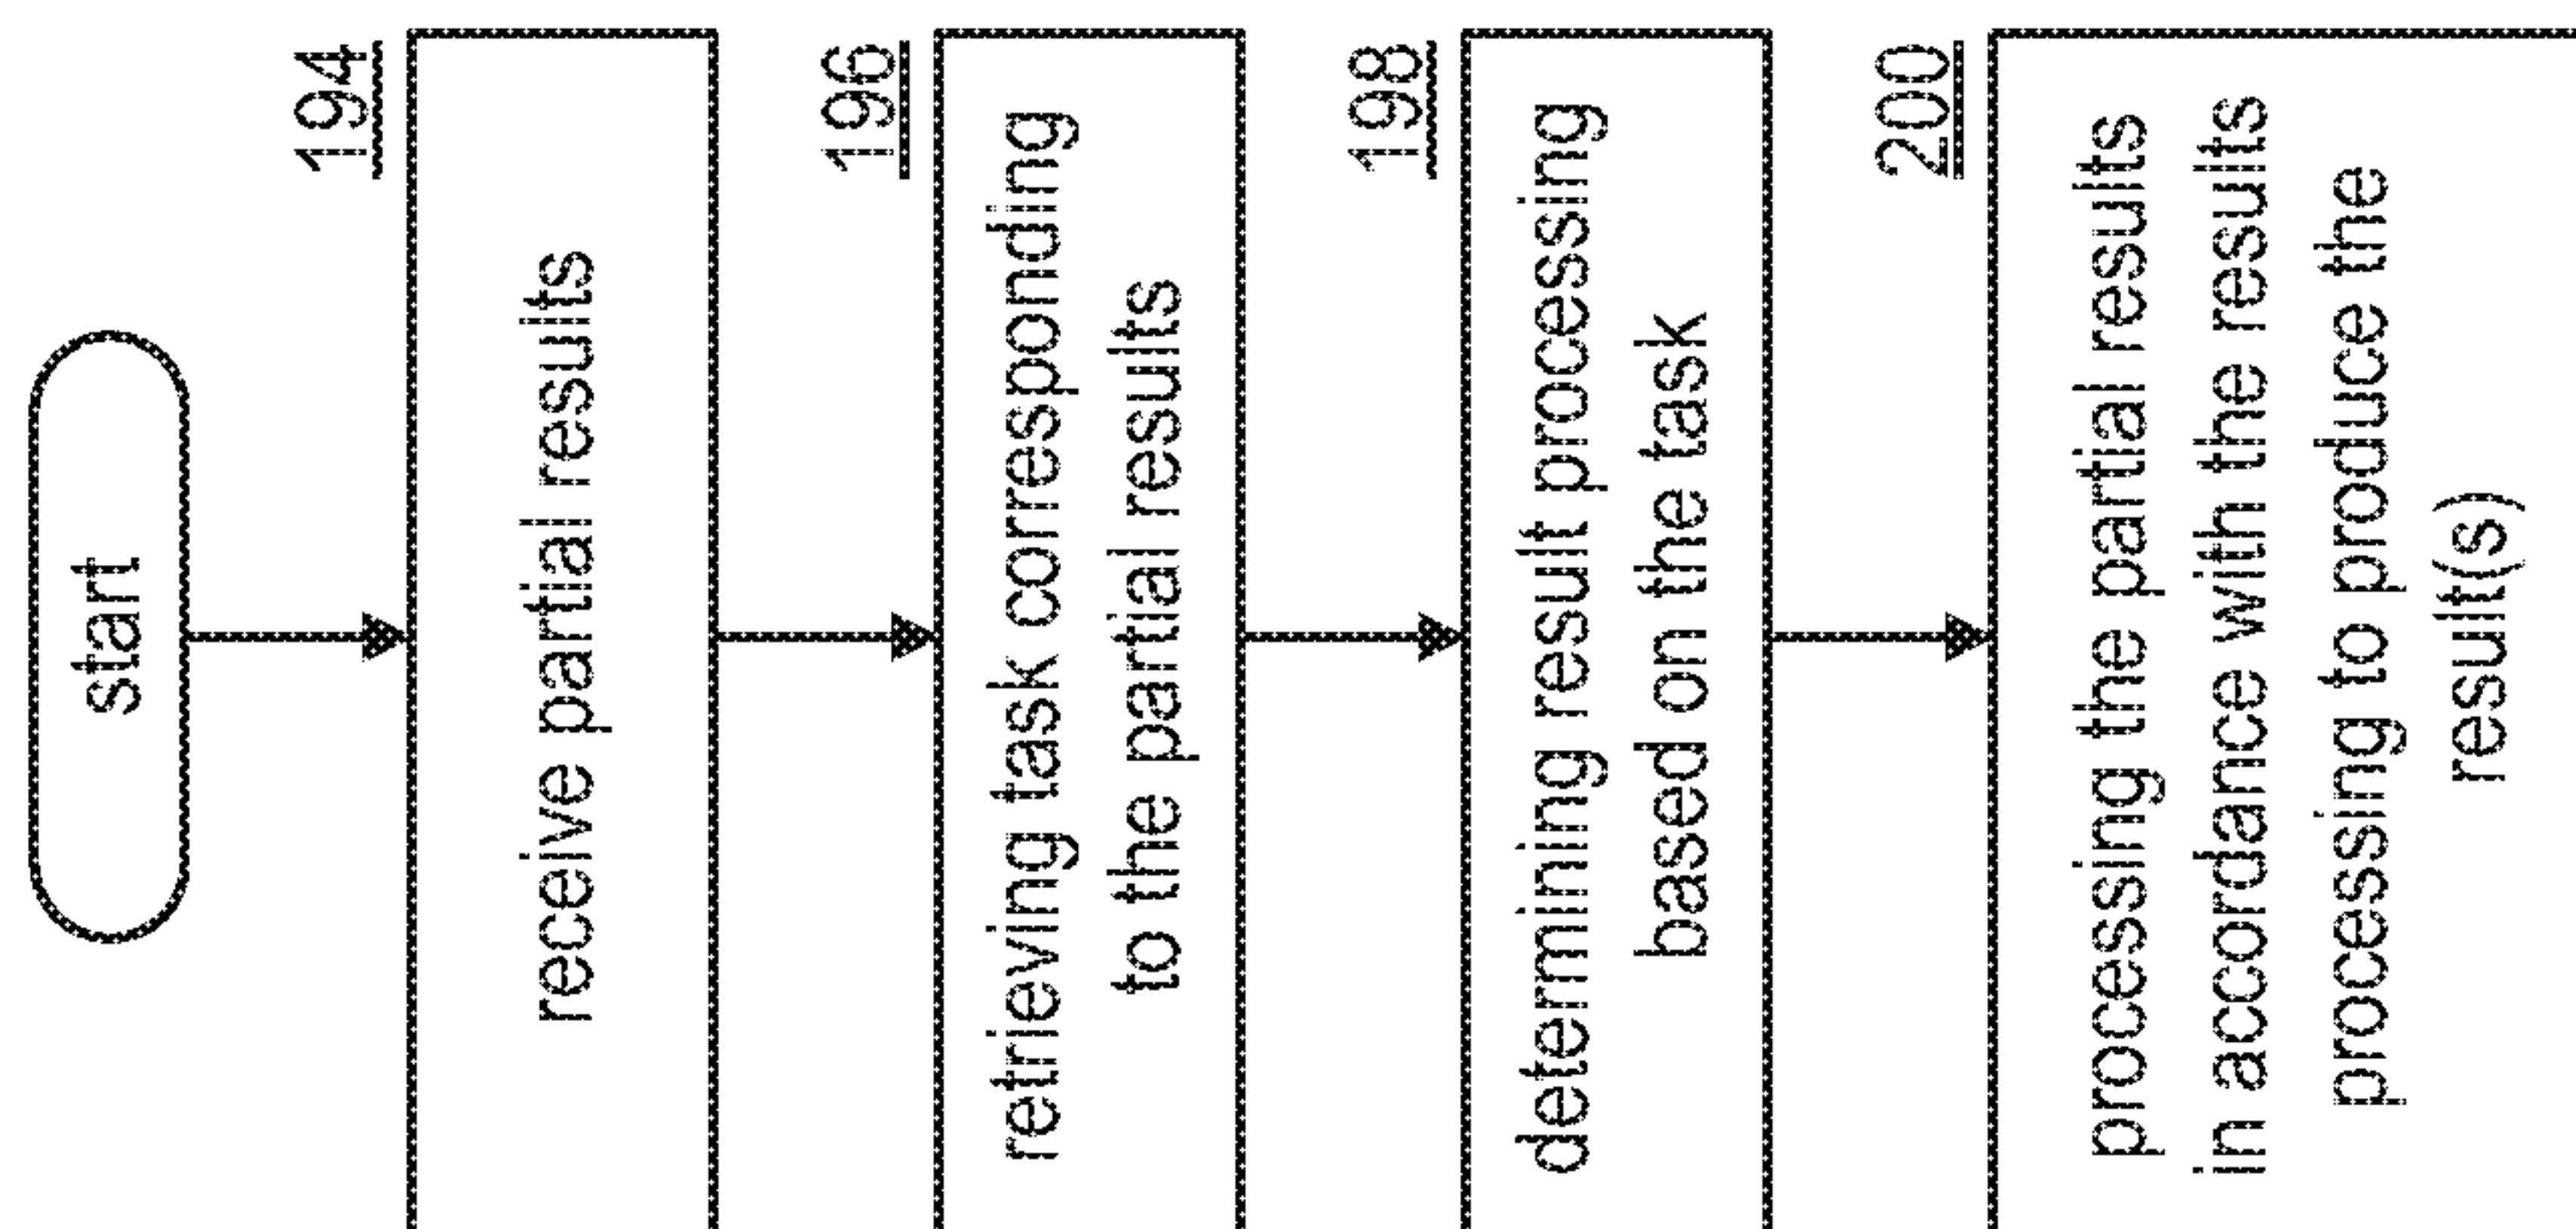 start
194
receive partial results
196
retrieving task corresponding
to the partial results
198
determining result processing
based on the task
200
processing the partial results
in accordance with the results
processing to produce the
result(s)